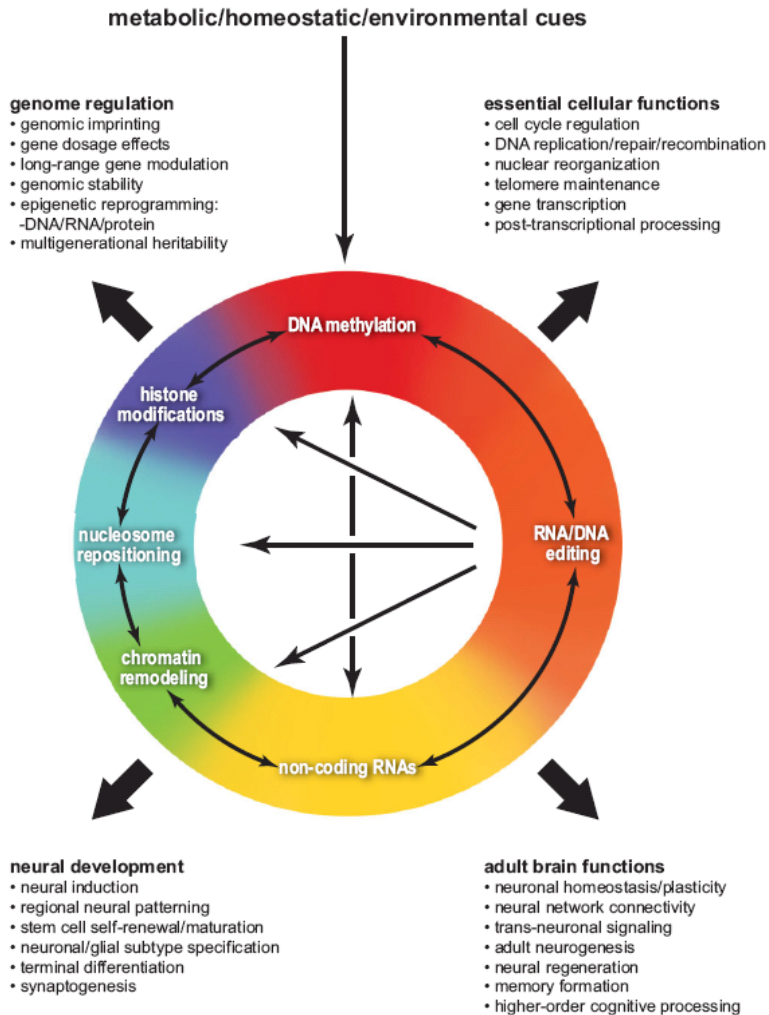 metabolic/homeostatic/environmental cues
genome regulation
• genomic imprinting
• gene dosage effects
• long-range gene modulation
• genomic stability
• epigenetic reprogramming:
-DNA/RNA/protein
• multigenerational heritability
essential cellular functions
• cell cycle regulation
• DNA replication/repair/recombination
• nuclear reorganization
• telomere maintenance
• gene transcription
• post-transcriptional processing
DNA methylation
histone
modifications
nucleosome
repositioning
RNA/DNA
editing
chromatin
remodeling
non-coding RNAs
neural development
• neural induction
• regional neural patterning
• stem cell self-renewal/maturation
• neuronal/glial subtype specification
• terminal differentiation
• synaptogenesis
adult brain functions
• neuronal homeostasis/plasticity
• neural network connectivity
• trans-neuronal signaling
• adult neurogenesis
• neural regeneration
• memory formation
• higher-order cognitive processing